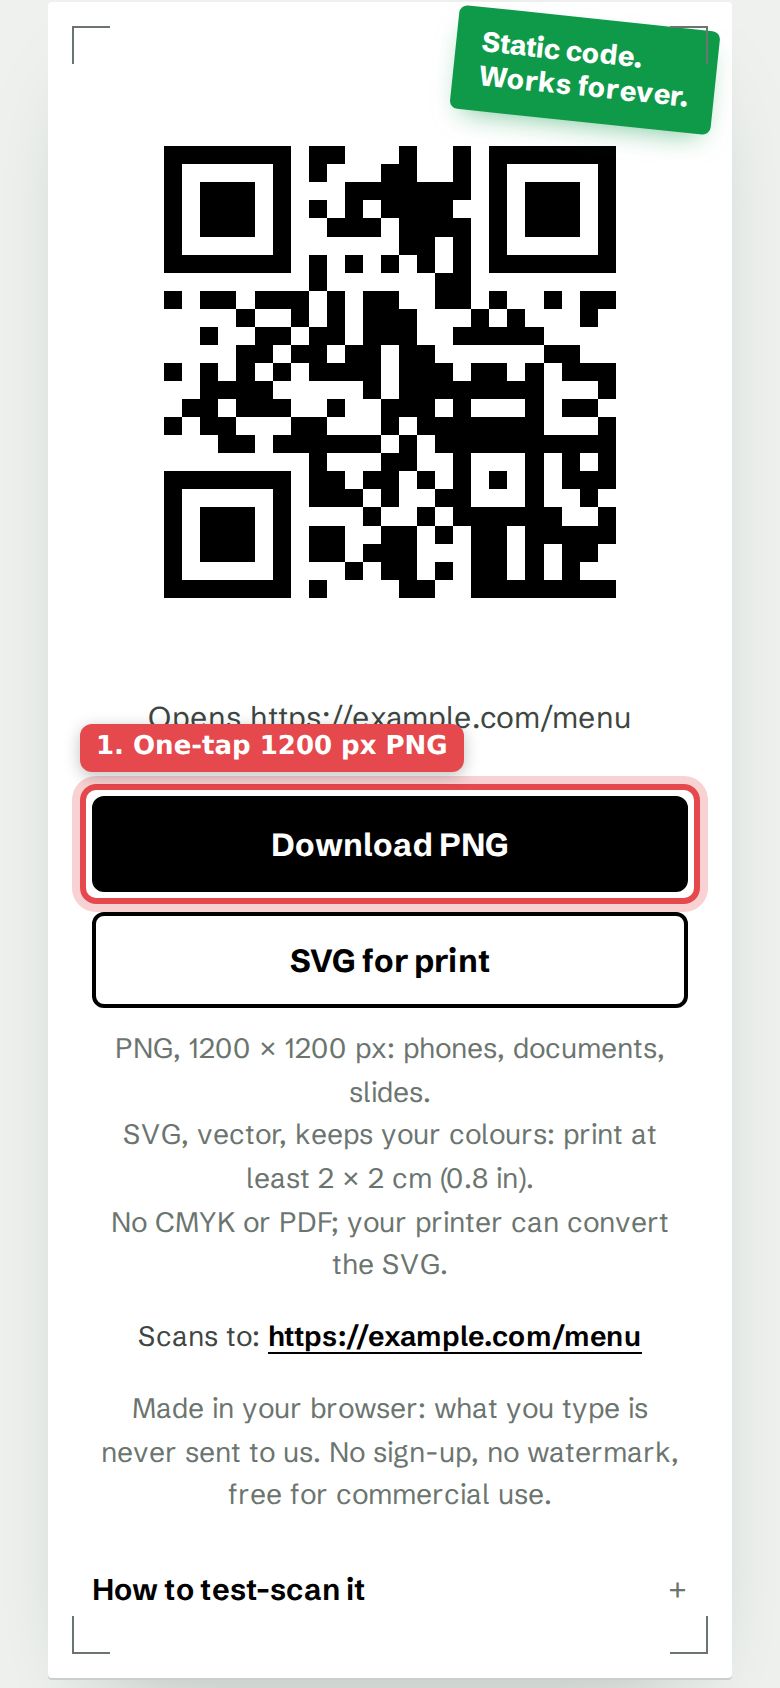 Static code.
Works forever.
Opens https://example.com/menu
1. One-tap 1200 px PNG
Download PNG
SVG for print
PNG, 1200 × 1200 px: phones, documents,
slides.
SVG, vector, keeps your colours: print at
least 2 × 2 cm (0.8 in).
No CMYK or PDF; your printer can convert
the SVG.
Scans to: https://example.com/menu
Made in your browser: what you type is
never sent to us. No sign-up, no watermark,
free for commercial use.
How to test-scan it +